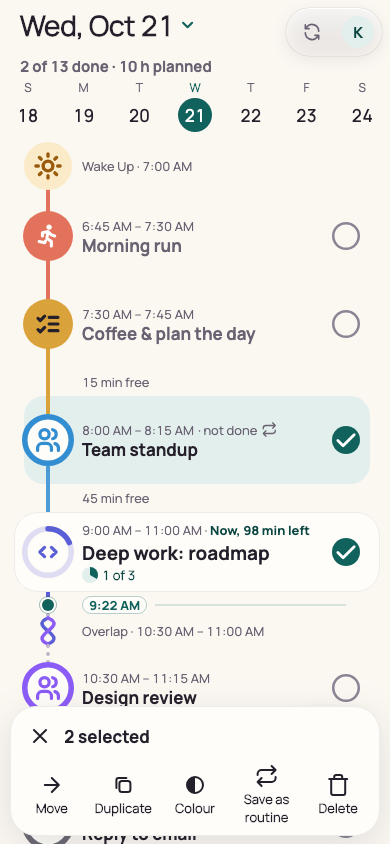 Wed, Oct 21
K
2 of 13 done · 10 h planned
S M T W T F S
18 19 20 21 22 23 24
Wake Up · 7:00 AM
6:45 AM – 7:30 AM
Morning run
7:30 AM – 7:45 AM
Coffee & plan the day
15 min free
8:00 AM – 8:15 AM · not done
Team standup
45 min free
9:00 AM – 11:00 AM · Now, 98 min left
Deep work: roadmap
1 of 3
9:22 AM
Overlap · 10:30 AM – 11:00 AM
10:30 AM – 11:15 AM
Design review
2 selected
Move Duplicate Colour Save as routine Delete
Reply to email